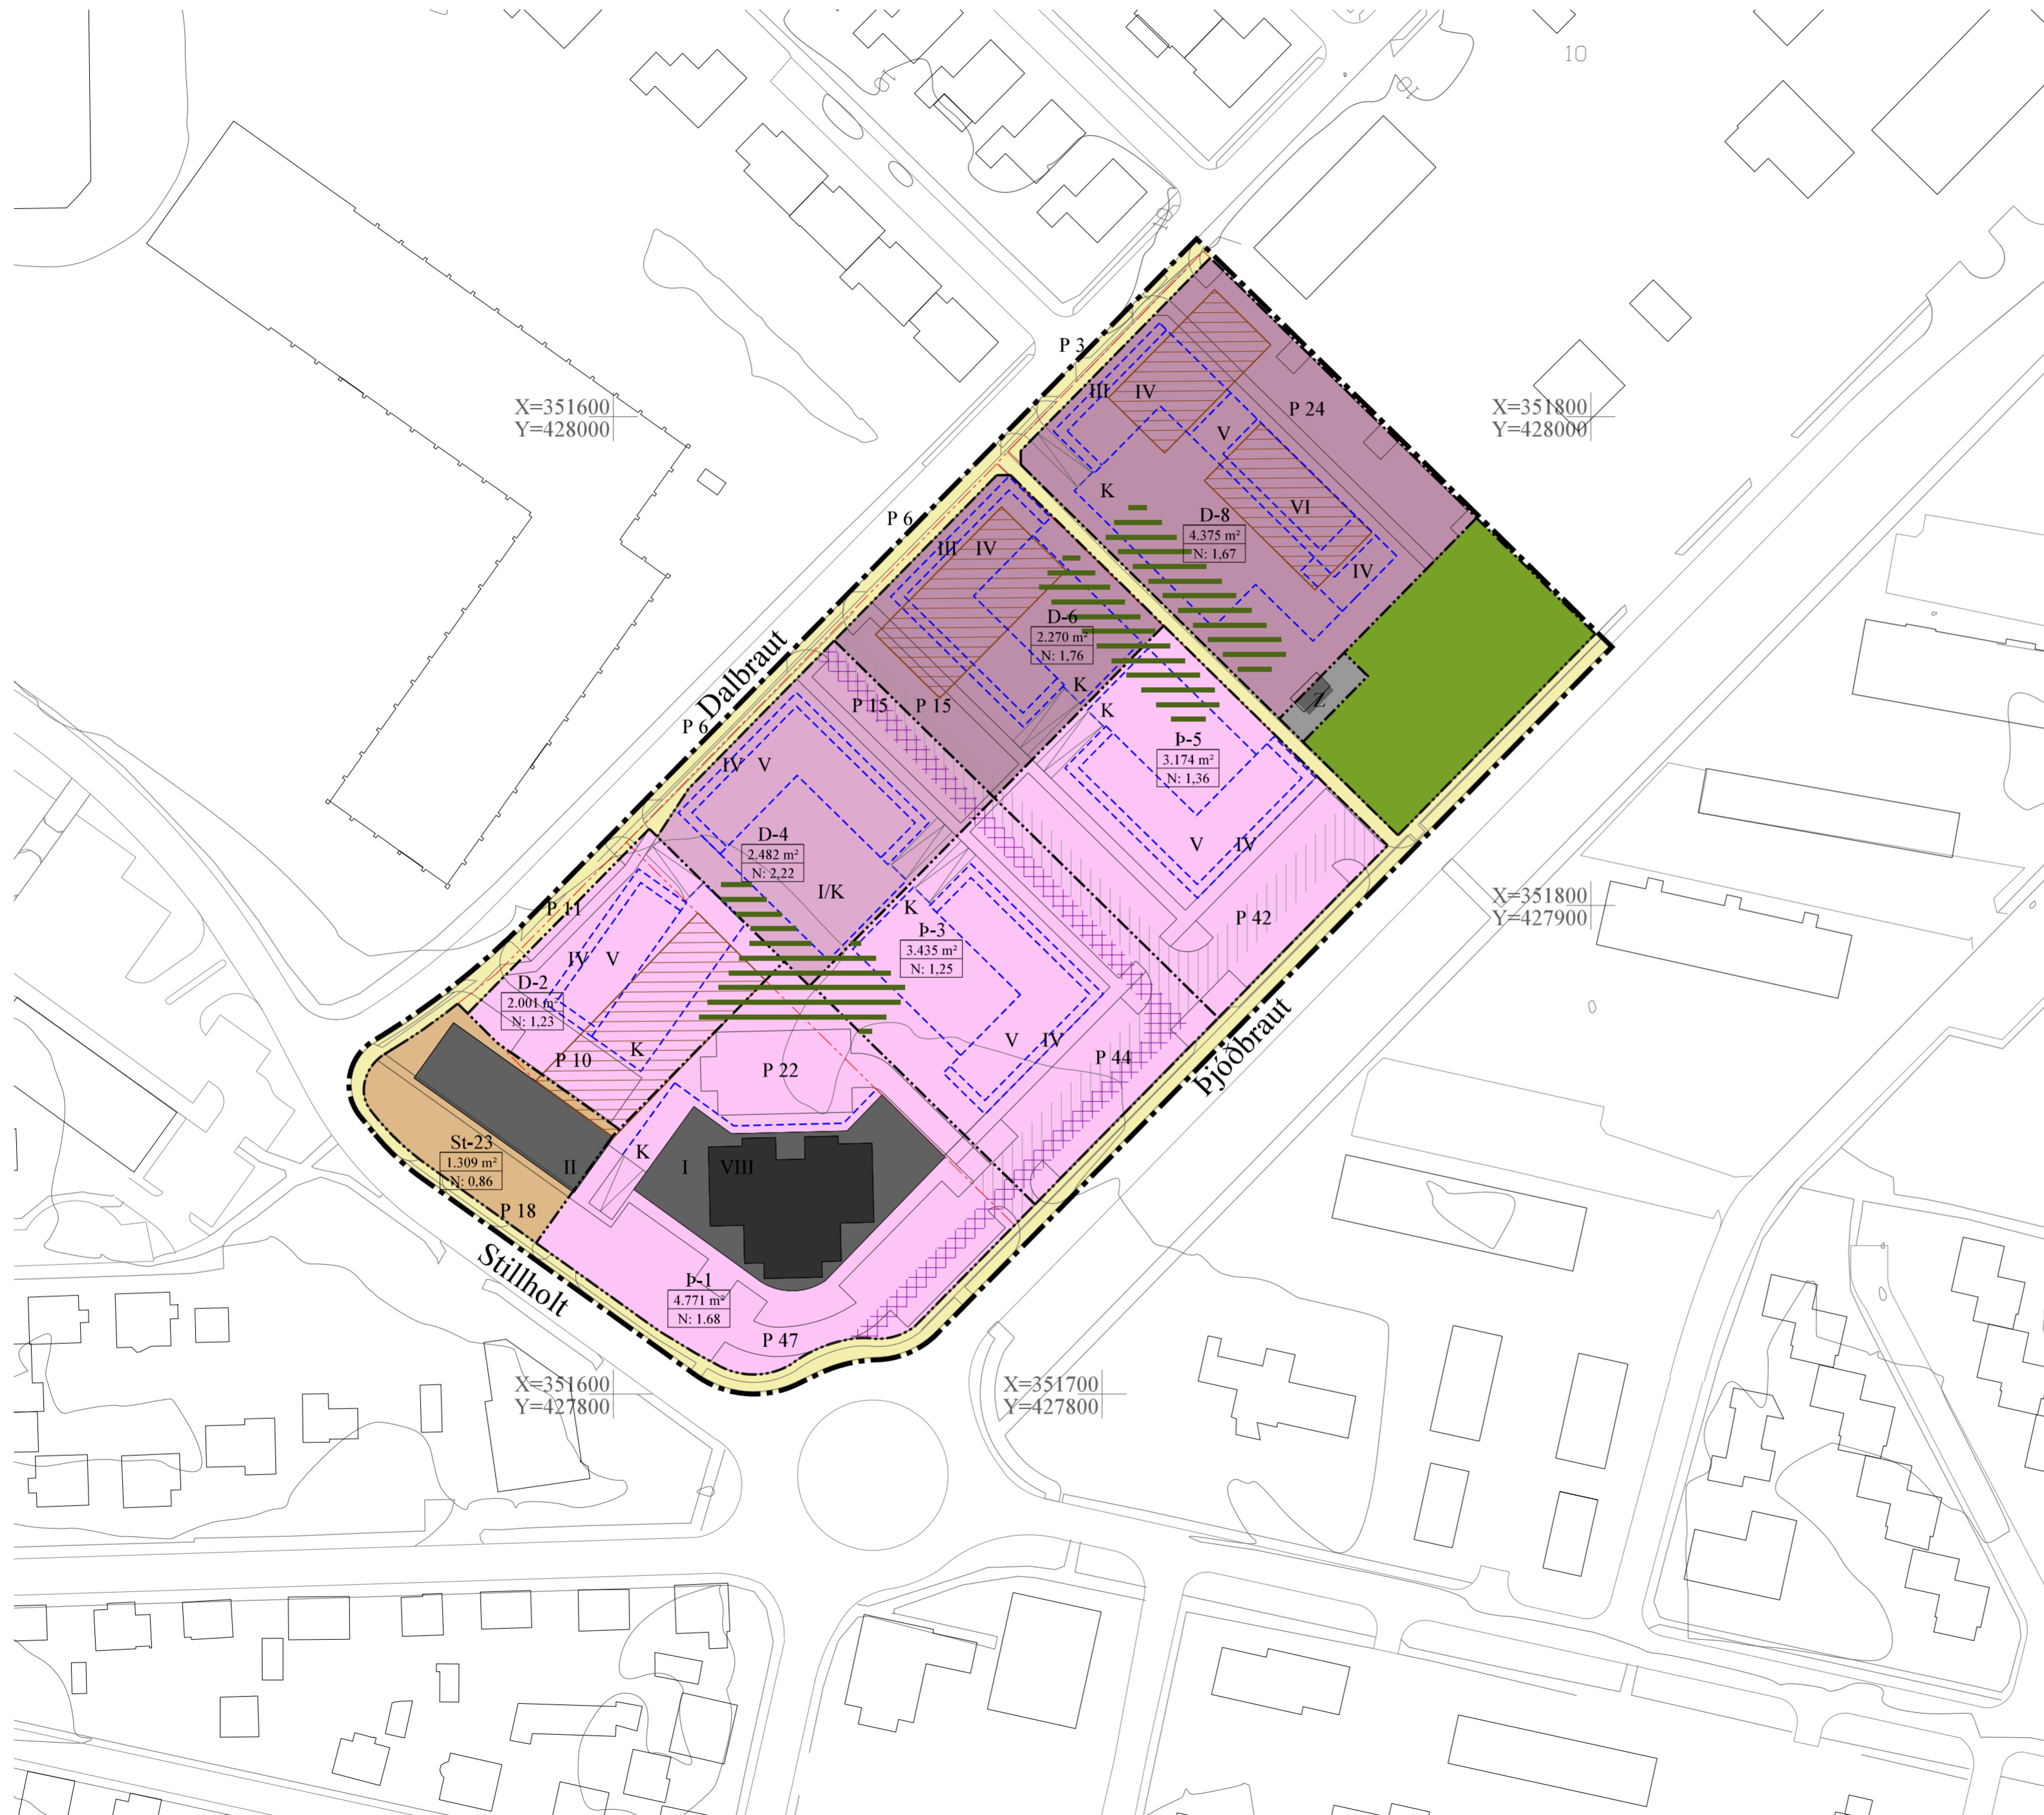 10
10
10
10
P 3
X=351600
Y=428000
X=351800
Y=428000
III
IV
P 24
V
K
VI
D-8
4.375 m²
N: 1,67
IV
P 6
III
IV
D-6
2.270 m²
N: 1,76
K
Dalbraut
P 6
P 15
P 15
Z
K
Þ-5
3.174 m²
N: 1,36
IV
V
D-4
2.482 m²
N: 2,22
V
IV
I/K
P 11
K
P 42
X=351800
Y=427900
Þ-3
3.435 m²
N: 1,25
IV
V
D-2
2.001 m²
N: 1,23
P 10
K
P 22
V
IV
P 44
Þjóðbraut
St-23
1.309 m²
N: 0,86
II
K
I
VIII
P 18
Stillholt
Þ-1
4.771 m²
N: 1.68
P 47
X=351600
Y=427800
X=351700
Y=427800